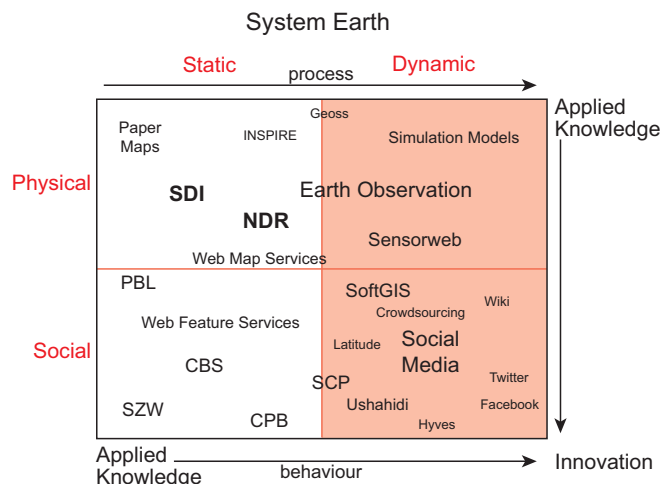 System Earth
Static
process
Dynamic
Applied
Knowledge
Geoss
Paper
Maps
INSPIRE
Simulation Models
Physical
SDI
Earth Observation
NDR
Sensorweb
Web Map Services
PBL
SoftGIS
Wiki
Crowdsourcing
Web Feature Services
Social
Latitude
Social
Media
CBS
SCP
Twitter
SZW
Ushahidi
Facebook
CPB
Hyves
Applied
Knowledge
behaviour
Innovation